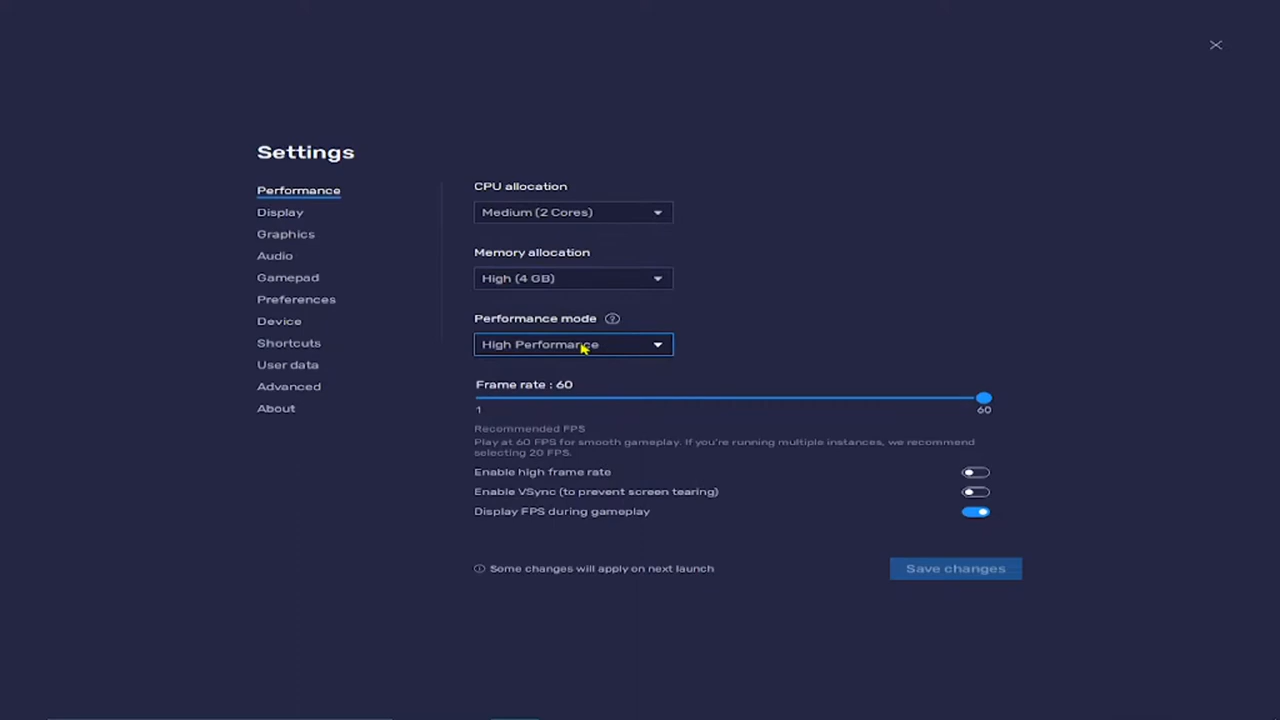 Settings
Performance
Display
Graphics
Audio
Gamepad
Preferences
Device
Shortcuts
User data
Advanced
About
CPU allocation
Medium (2 Cores)
Memory allocation
High (4 GB)
Performance mode
High Performance
Frame rate : 60
1
60
Recommended FPS
Play at 60 FPS for smooth gameplay. If you're running multiple instances, we recommend
selecting 20 FPS.
Enable high frame rate
Enable VSync (to prevent screen tearing)
Display FPS during gameplay
Some changes will apply on next launch
Save changes